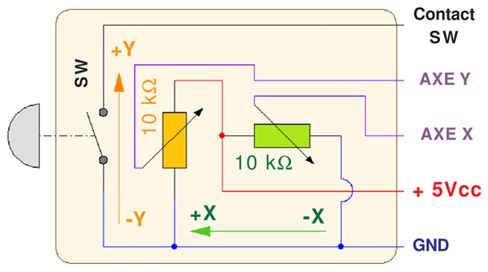 Contact
SW
+Y
SW
AXE Y
10 kΩ
AXE X
10 kΩ
+ 5Vcc
-Y
+X
-X
GND